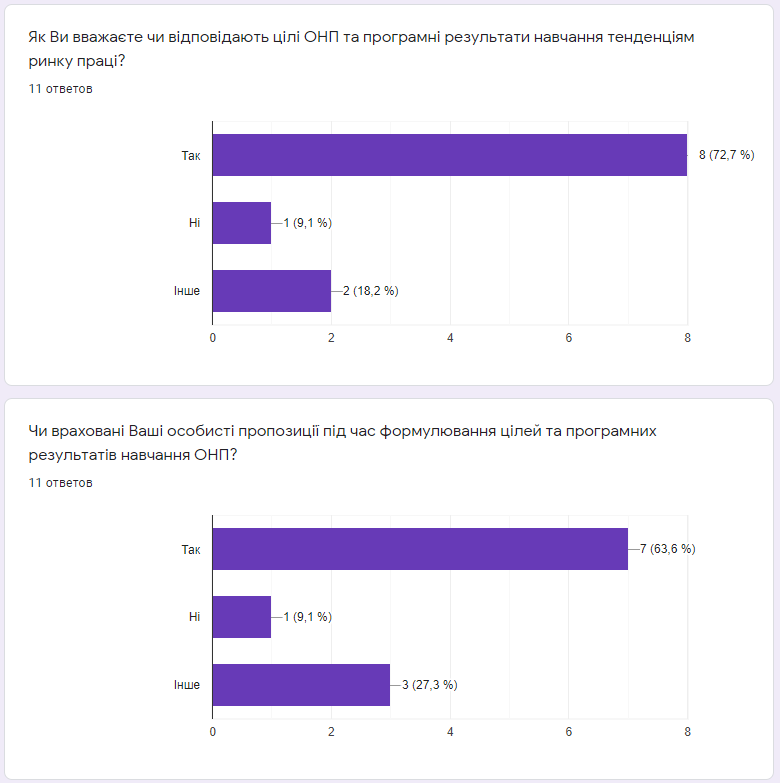 Як Ви вважаєте чи відповідають цілі ОНП та програмні результати навчання тенденціям
ринку праці?
11 ответов
Так
8 (72,7 %)
Ні
1 (9,1 %)
Інше
2 (18,2 %)
0 2 4 6 8
Чи враховані Ваші особисті пропозиції під час формулювання цілей та програмних
результатів навчання ОНП?
11 ответов
Так
7 (63,6 %)
Ні
1 (9,1 %)
Інше
3 (27,3 %)
0 2 4 6 8